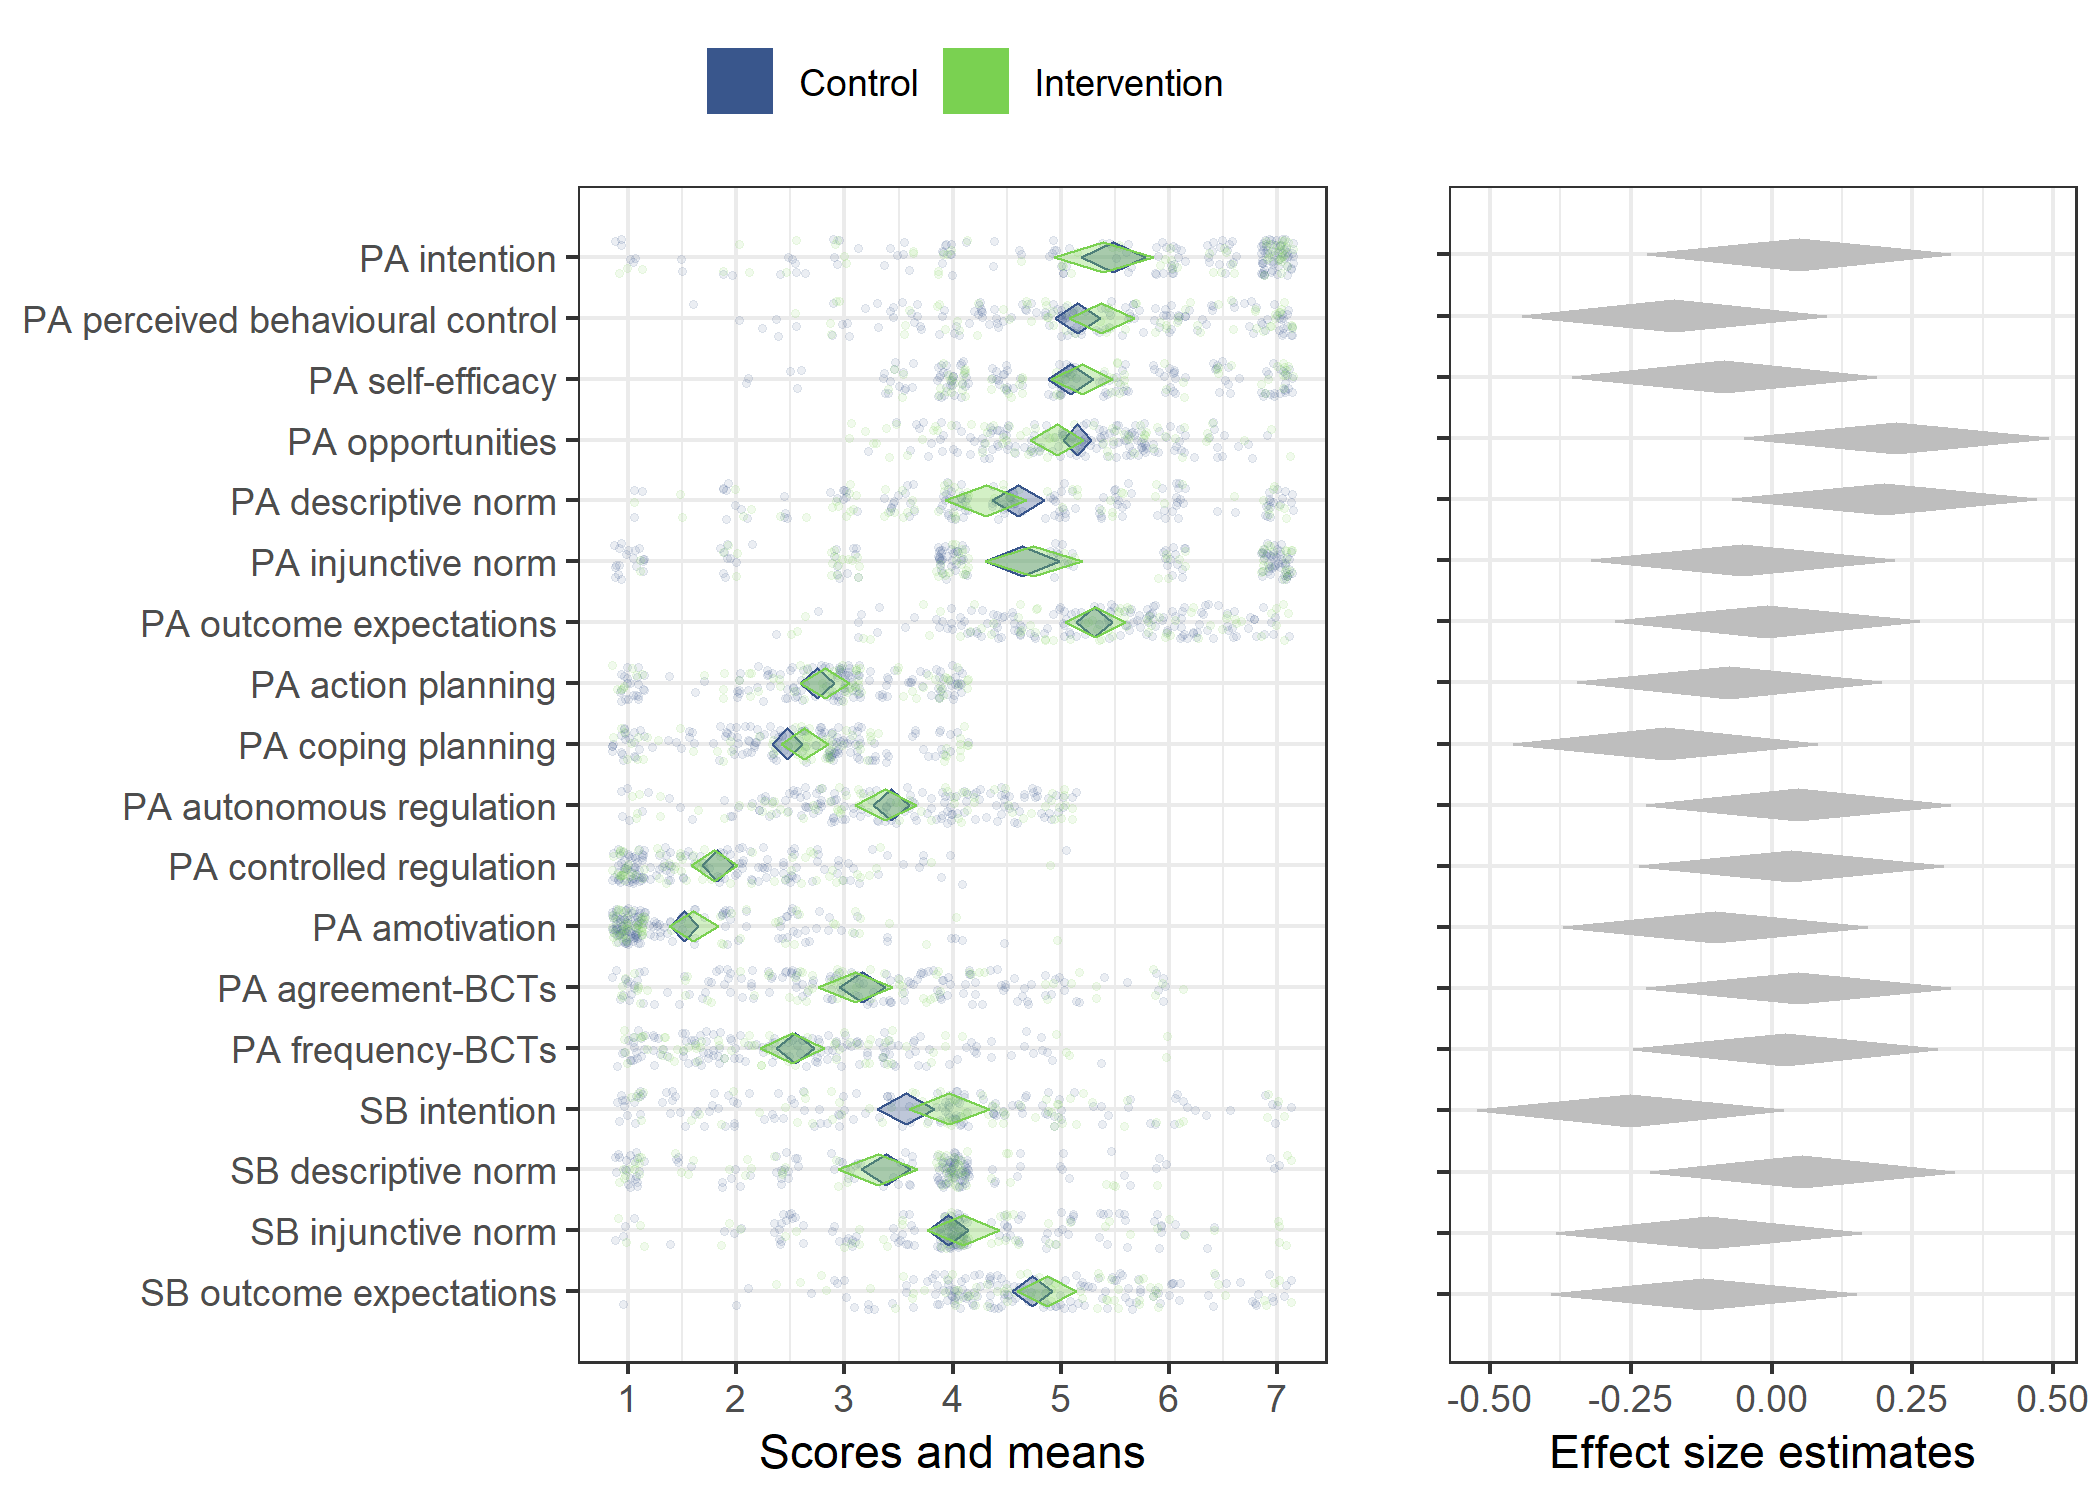 Control Intervention
PA intention
PA perceived behavioural control
PA self-efficacy
PA opportunities
PA descriptive norm
PA injunctive norm
PA outcome expectations
PA action planning
PA coping planning
PA autonomous regulation
PA controlled regulation
PA amotivation
PA agreement-BCTs
PA frequency-BCTs
SB intention
SB descriptive norm
SB injunctive norm
SB outcome expectations
1 2 3 4 5 6 7
Scores and means
-0.50 -0.25 0.00 0.25 0.50
Effect size estimates